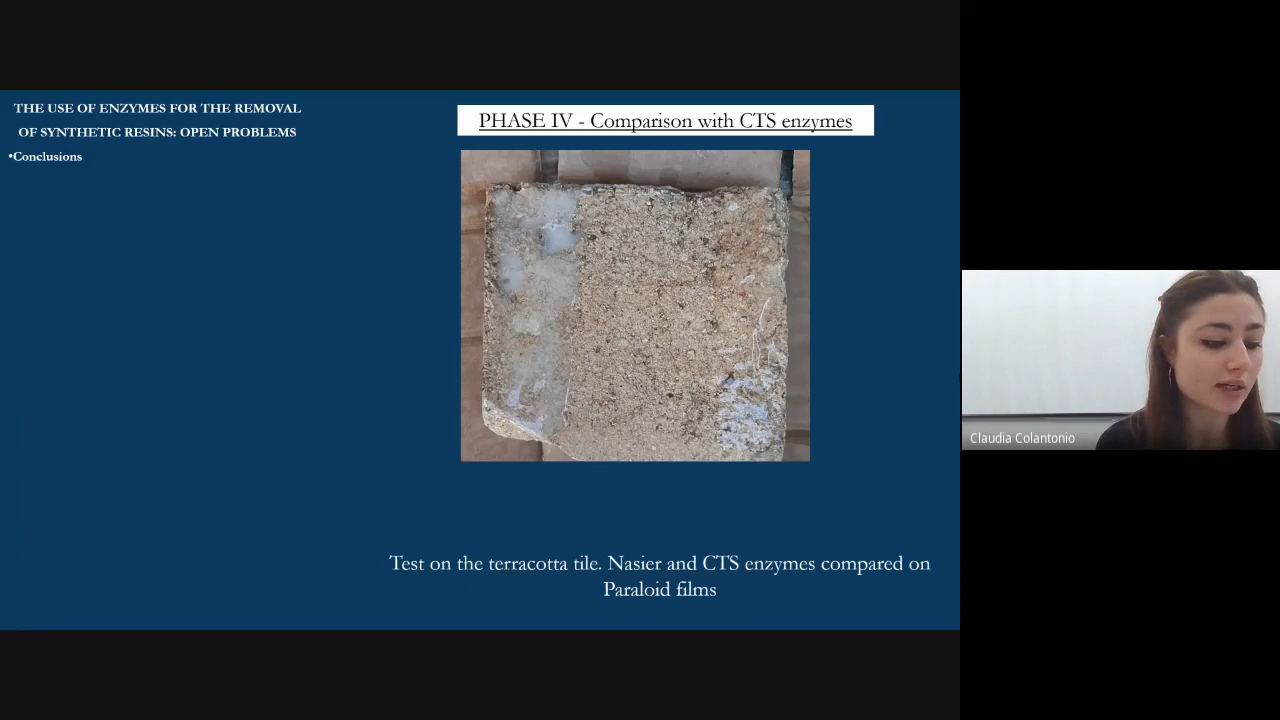 THE USE OF ENZYMES FOR THE REMOVAL
OF SYNTHETIC RESINS: OPEN PROBLEMS
•Conclusions
PHASE IV - Comparison with CTS enzymes
Test on the terracotta tile. Nasier and CTS enzymes compared on
Paraloid films
Claudia Colantonio